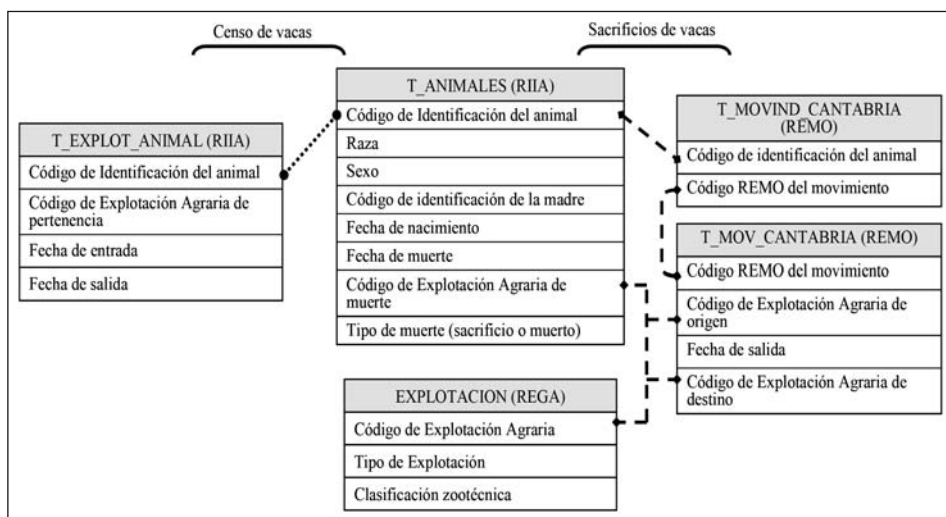 Censo de vacas
Sacrificios de vacas
T_EXPLOT_ANIMAL (RIIA)
Código de Identificación del animal
Código de Explotación Agraria de
pertenencia
Fecha de entrada
Fecha de salida
T_ANIMALES (RIIA)
Código de Identificación del animal
Raza
Sexo
Código de identificación de la madre
Fecha de nacimiento
Fecha de muerte
Código de Explotación Agraria de
muerte
Tipo de muerte (sacrificio o muerto)
EXPLOTACION (REGA)
Código de Explotación Agraria
Tipo de Explotación
Clasificación zootécnica
T_MOVIND_CANTABRIA
(REMO)
Código de identificación del animal
Código REMO del movimiento
T_MOV_CANTABRIA (REMO)
Código REMO del movimiento
Código de Explotación Agraria de
origen
Fecha de salida
Código de Explotación Agraria de
destino